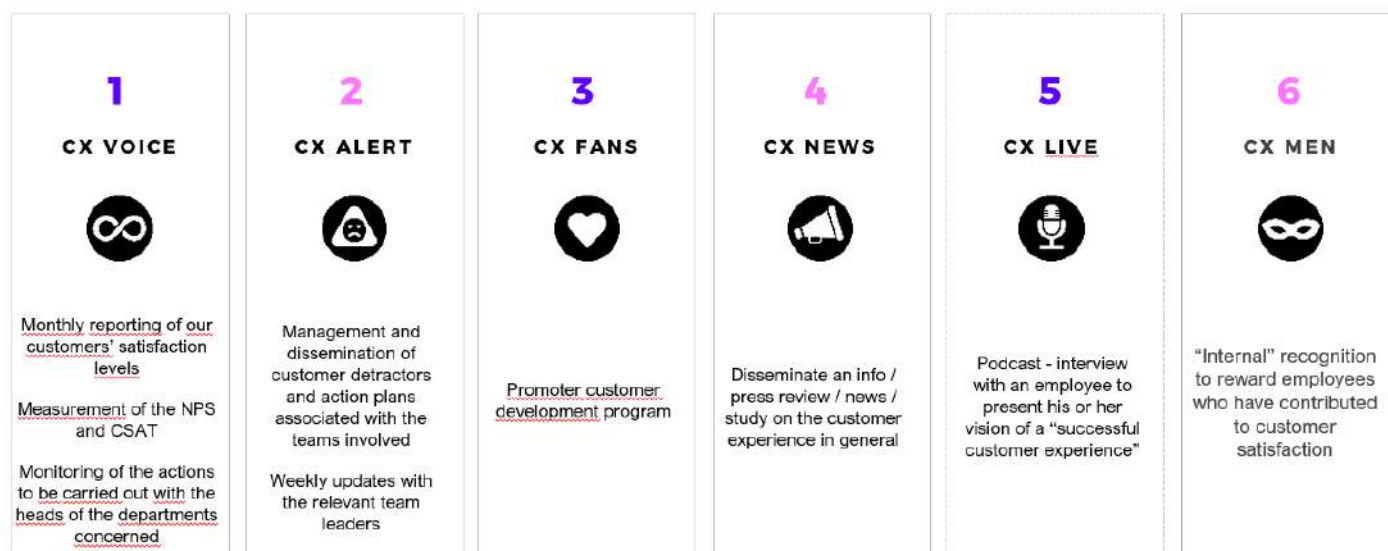 1
CX VOICE
Monthly reporting of our
customers' satisfaction
levels
Measurement of the NPS
and CSAT
Monitoring of the actions
to be carried out with the
heads of the departments
concerned
2
CX ALERT
Management and
dissemination of
customer detractors
and action plans
associated with the
teams involved
Weekly updates with
the relevant team
leaders
3
CX FANS
Promoter customer
development program
4
CX NEWS
Disseminate an info /
press review / news /
study on the customer
experience in general
5
CX LIVE
Podcast - interview
with an employee to
present his or her
vision of a “successful
customer experience”
6
CX MEN
“Internal” recognition
to reward employees
who have contributed
to customer
satisfaction